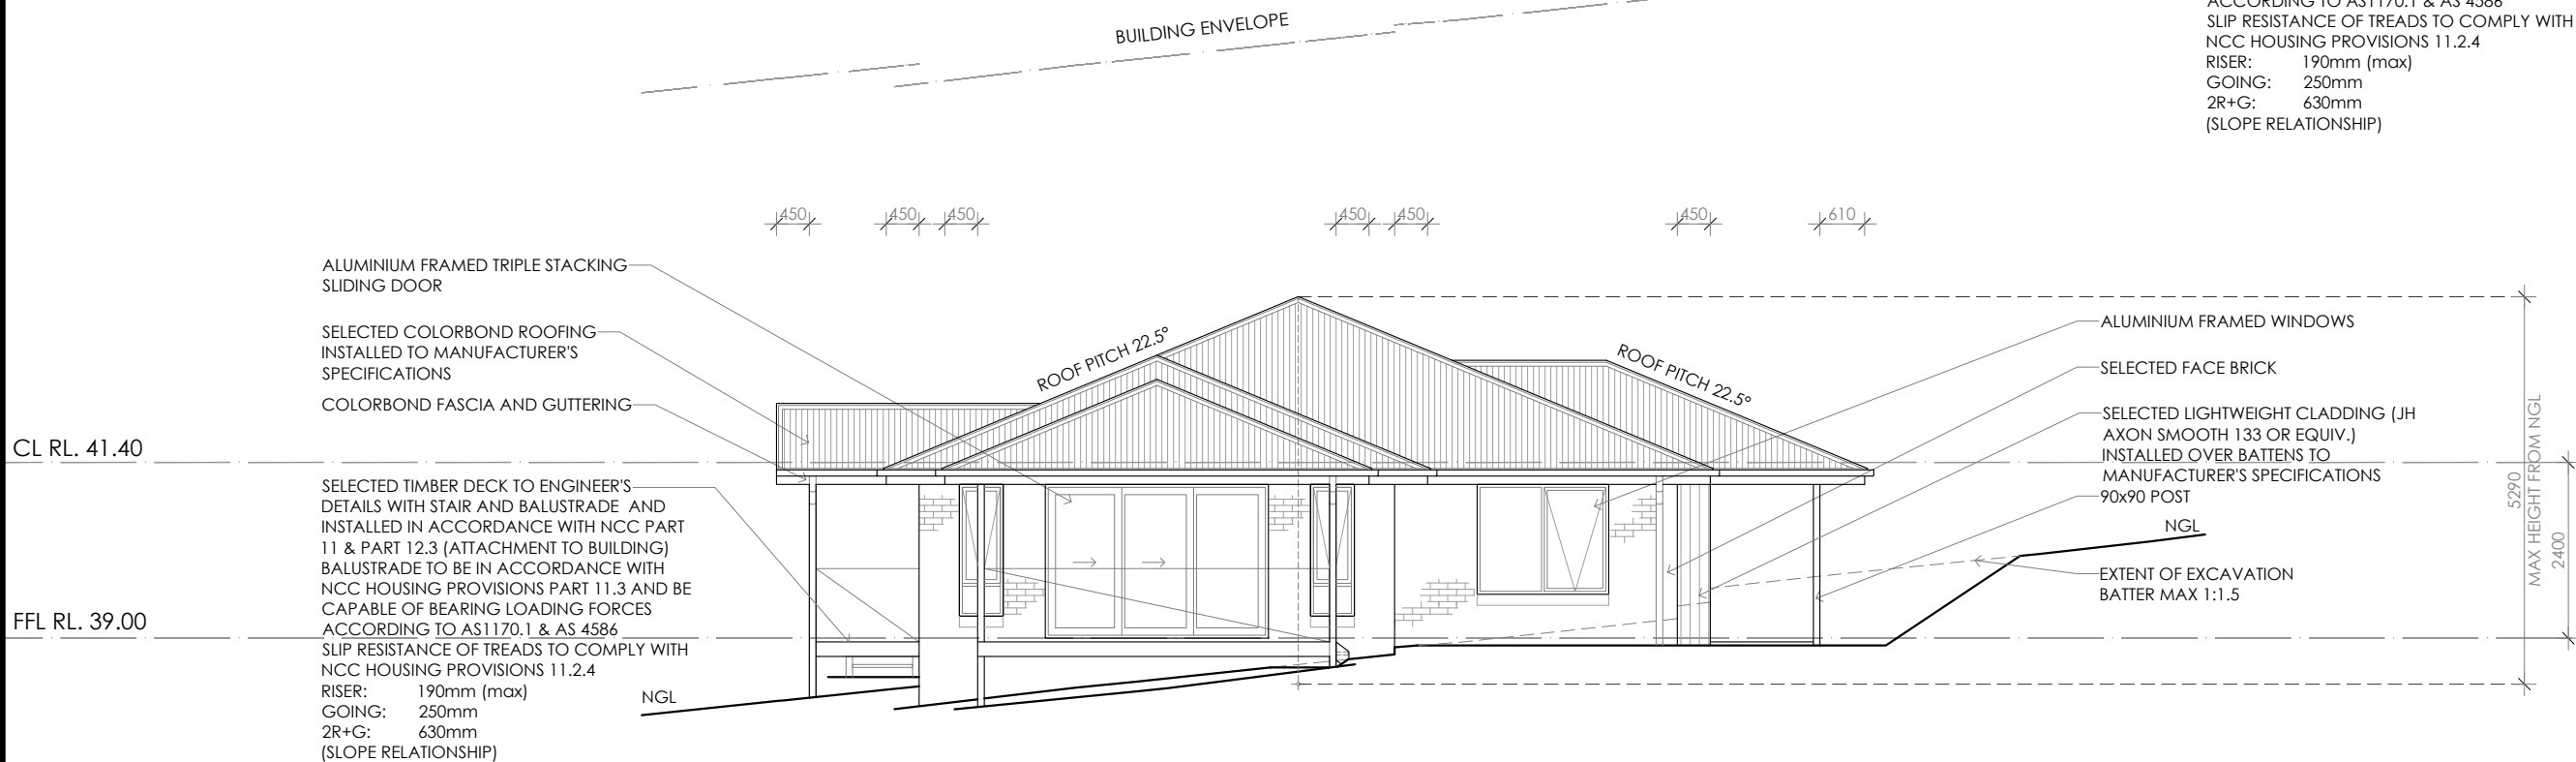 BUILDING ENVELOPE
ACCORDING TO AS1170.1 & AS 4586
SLIP RESISTANCE OF TREADS TO COMPLY WITH
NCC HOUSING PROVISIONS 11.2.4
RISER: 190mm (max)
GOING: 250mm
2R+G: 630mm
(SLOPE RELATIONSHIP)
450 450 450 450 450 450 610
ALUMINIUM FRAMED TRIPLE STACKING
SLIDING DOOR
SELECTED COLORBOND ROOFING
INSTALLED TO MANUFACTURER'S
SPECIFICATIONS
COLORBOND FASCIA AND GUTTERING
CL RL. 41.40
SELECTED TIMBER DECK TO ENGINEER'S
DETAILS WITH STAIR AND BALUSTRADE AND
INSTALLED IN ACCORDANCE WITH NCC PART
11 & PART 12.3 (ATTACHMENT TO BUILDING)
BALUSTRADE TO BE IN ACCORDANCE WITH
NCC HOUSING PROVISIONS PART 11.3 AND BE
CAPABLE OF BEARING LOADING FORCES
ACCORDING TO AS1170.1 & AS 4586
SLIP RESISTANCE OF TREADS TO COMPLY WITH
NCC HOUSING PROVISIONS 11.2.4
RISER: 190mm (max)
GOING: 250mm
2R+G: 630mm
(SLOPE RELATIONSHIP)
FFL RL. 39.00
NGL
ROOF PITCH 22.5°
ROOF PITCH 22.5°
ALUMINIUM FRAMED WINDOWS
SELECTED FACE BRICK
SELECTED LIGHTWEIGHT CLADDING (JH
AXON SMOOTH 133 OR EQUIV.)
INSTALLED OVER BATTENS TO
MANUFACTURER'S SPECIFICATIONS
90x90 POST
NGL
EXTENT OF EXCAVATION
BATTER MAX 1:1.5
5290
MAX HEIGHT FROM NGL
2400